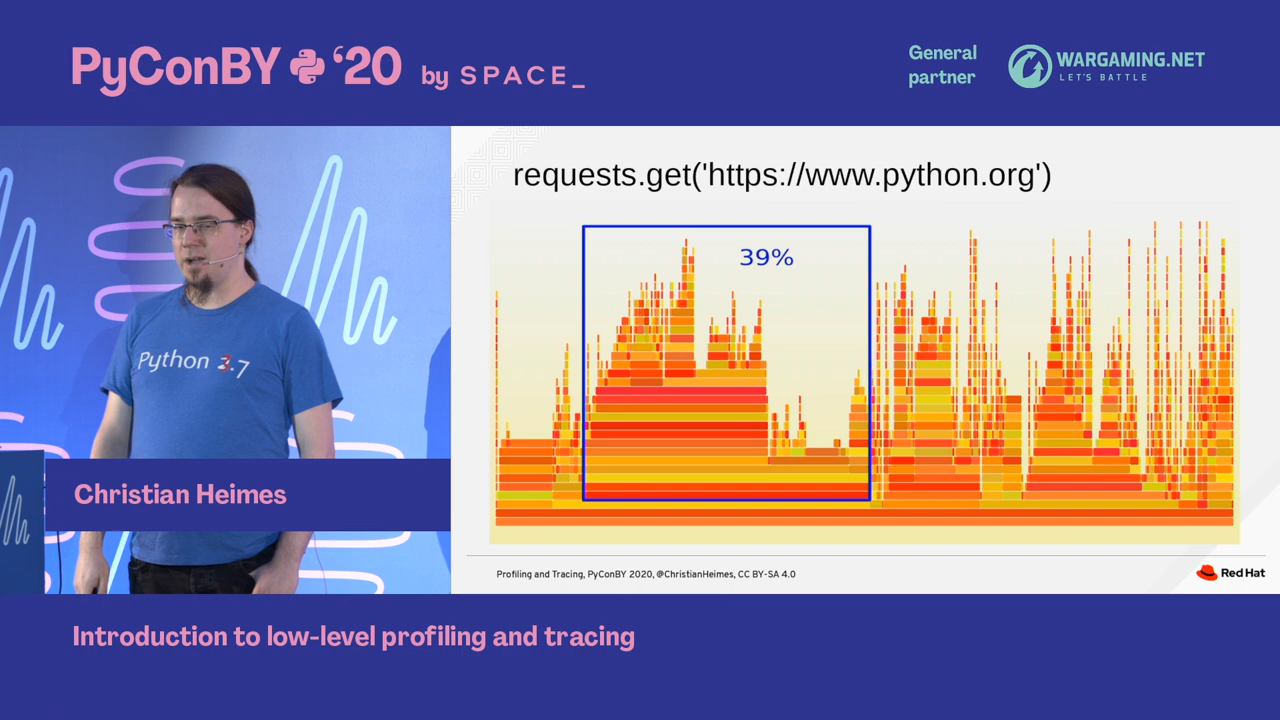 PyConBY '20 by SPACE_
General
partner
WARGAMING.NET
LET'S BATTLE
requests.get('https://www.python.org')
39%
Python 3.7
Christian Heimes
Profiling and Tracing, PyConBY 2020, @ChristianHeimes, CC BY-SA 4.0
Red Hat
Introduction to low-level profiling and tracing